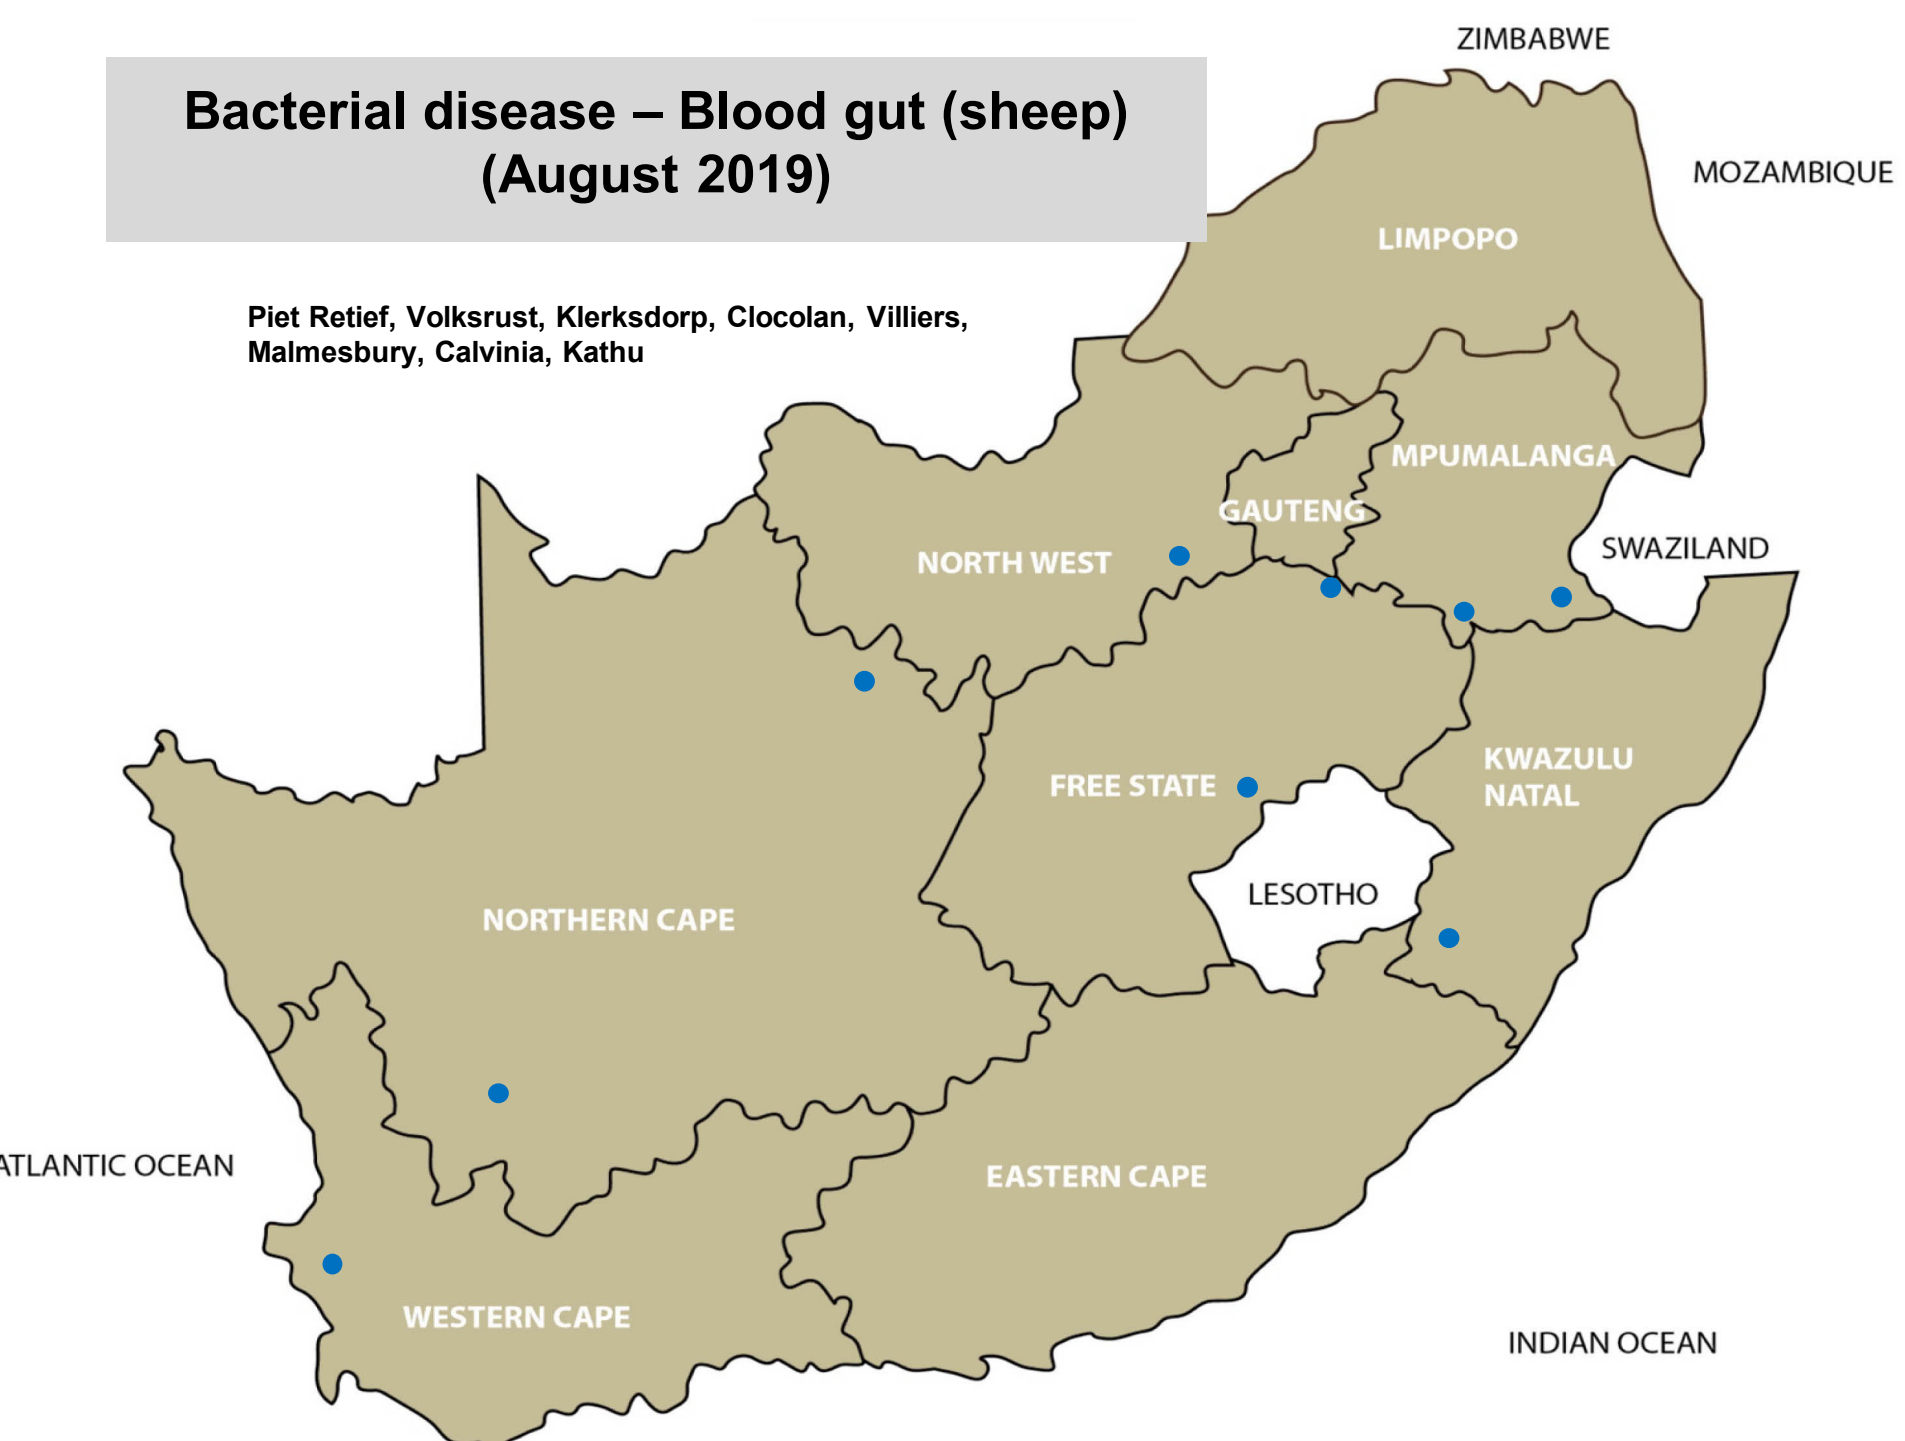 Bacterial disease – Blood gut (sheep)
(August 2019)
Piet Retief, Volksrust, Klerksdorp, Clocolan, Villiers,
Malmesbury, Calvinia, Kathu
ZIMBABWE
MOZAMBIQUE
LIMPOPO
MPUMALANGA
GAUTENG
SWAZILAND
NORTH WEST
KWAZULU
NATAL
FREE STATE
LESOTHO
NORTHERN CAPE
ATLANTIC OCEAN
EASTERN CAPE
WESTERN CAPE
INDIAN OCEAN